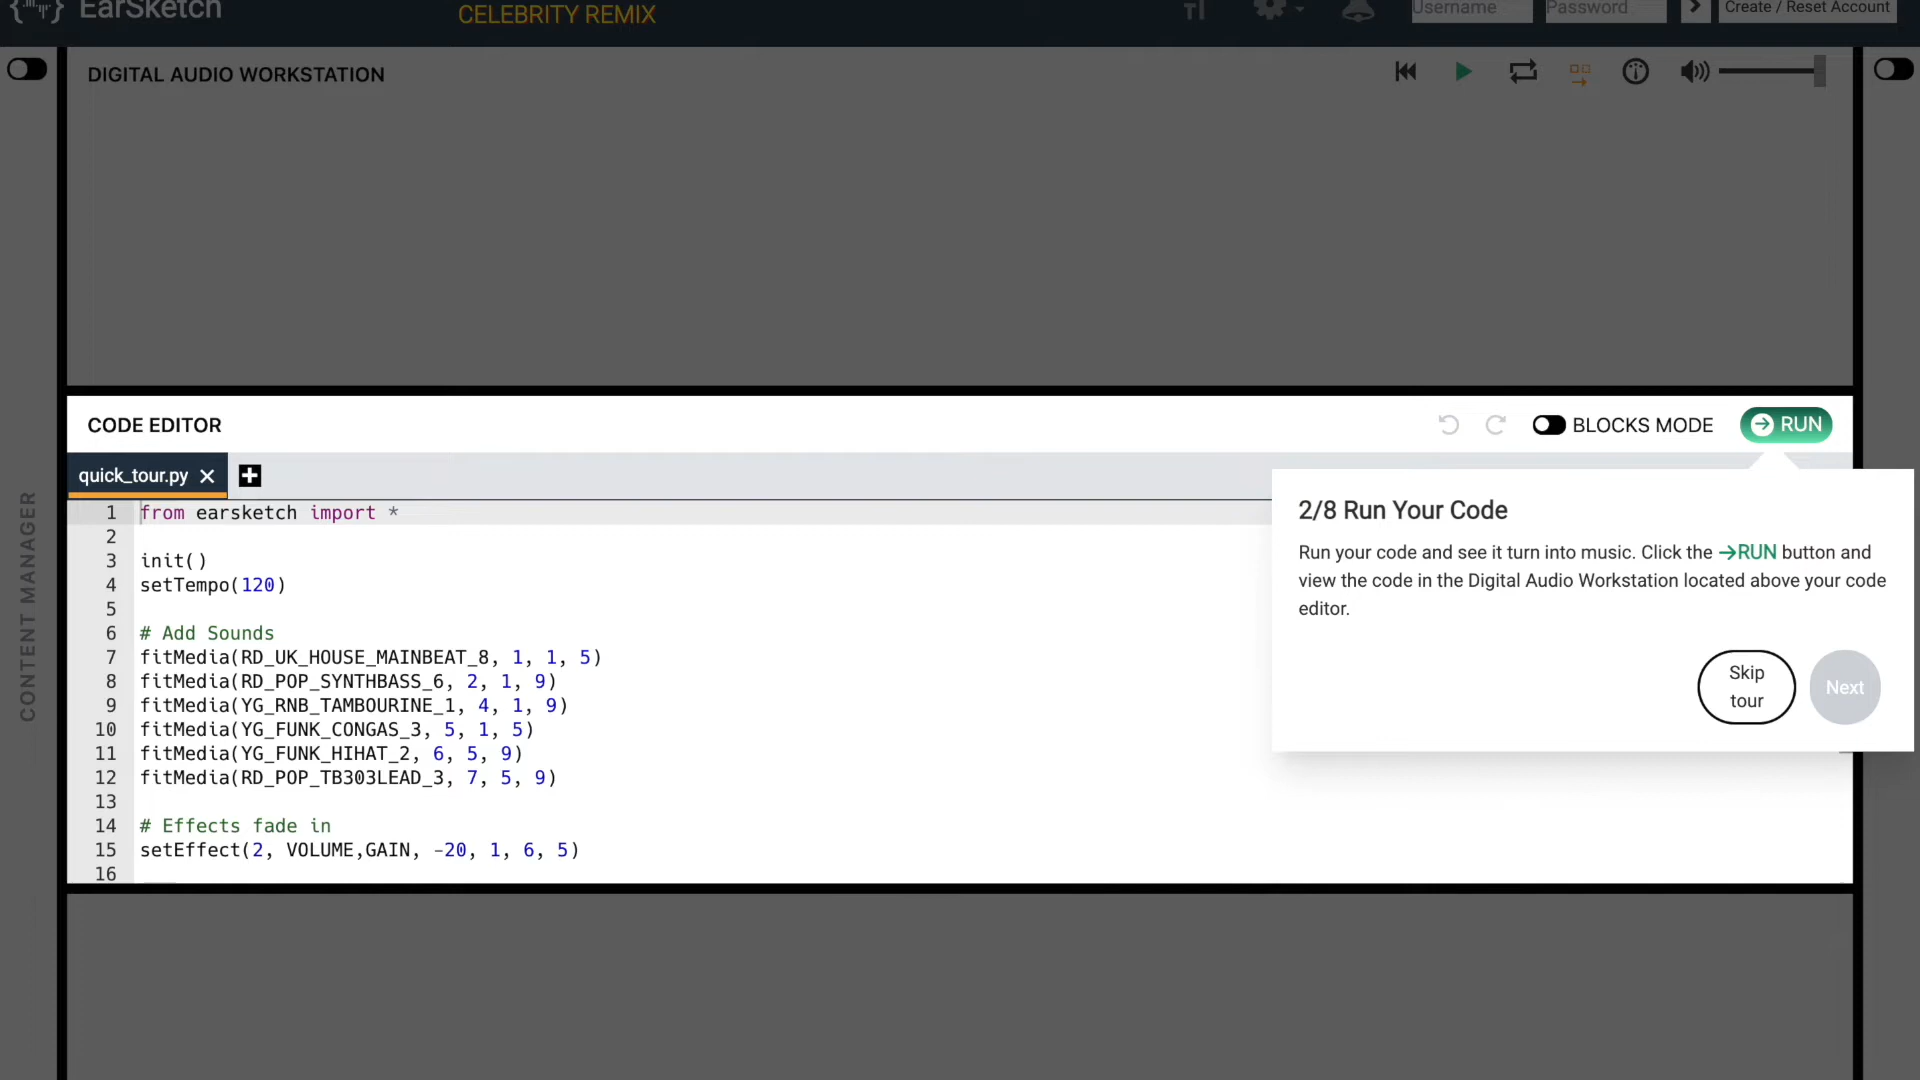 EarSketch
CELEBRITY REMIX
Username
Password
Create / Reset Account
DIGITAL AUDIO WORKSTATION
CONTENT MANAGER
CODE EDITOR
BLOCKS MODE
RUN
quick_tour.py
1 from earsketch import *
2
3 init()
4 setTempo(120)
5
6 # Add Sounds
7 fitMedia(RD_UK_HOUSE_MAINBEAT_8, 1, 1, 5)
8 fitMedia(RD_POP_SYNTHBASS_6, 2, 1, 9)
9 fitMedia(YG_RNB_TAMBOURINE_1, 4, 1, 9)
10 fitMedia(YG_FUNK_CONGAS_3, 5, 1, 5)
11 fitMedia(YG_FUNK_HIHAT_2, 6, 5, 9)
12 fitMedia(RD_POP_TB303LEAD_3, 7, 5, 9)
13
14 # Effects fade in
15 setEffect(2, VOLUME,GAIN, -20, 1, 6, 5)
16
2/8 Run Your Code
Run your code and see it turn into music. Click the →RUN button and
view the code in the Digital Audio Workstation located above your code
editor.
Skip
tour
Next